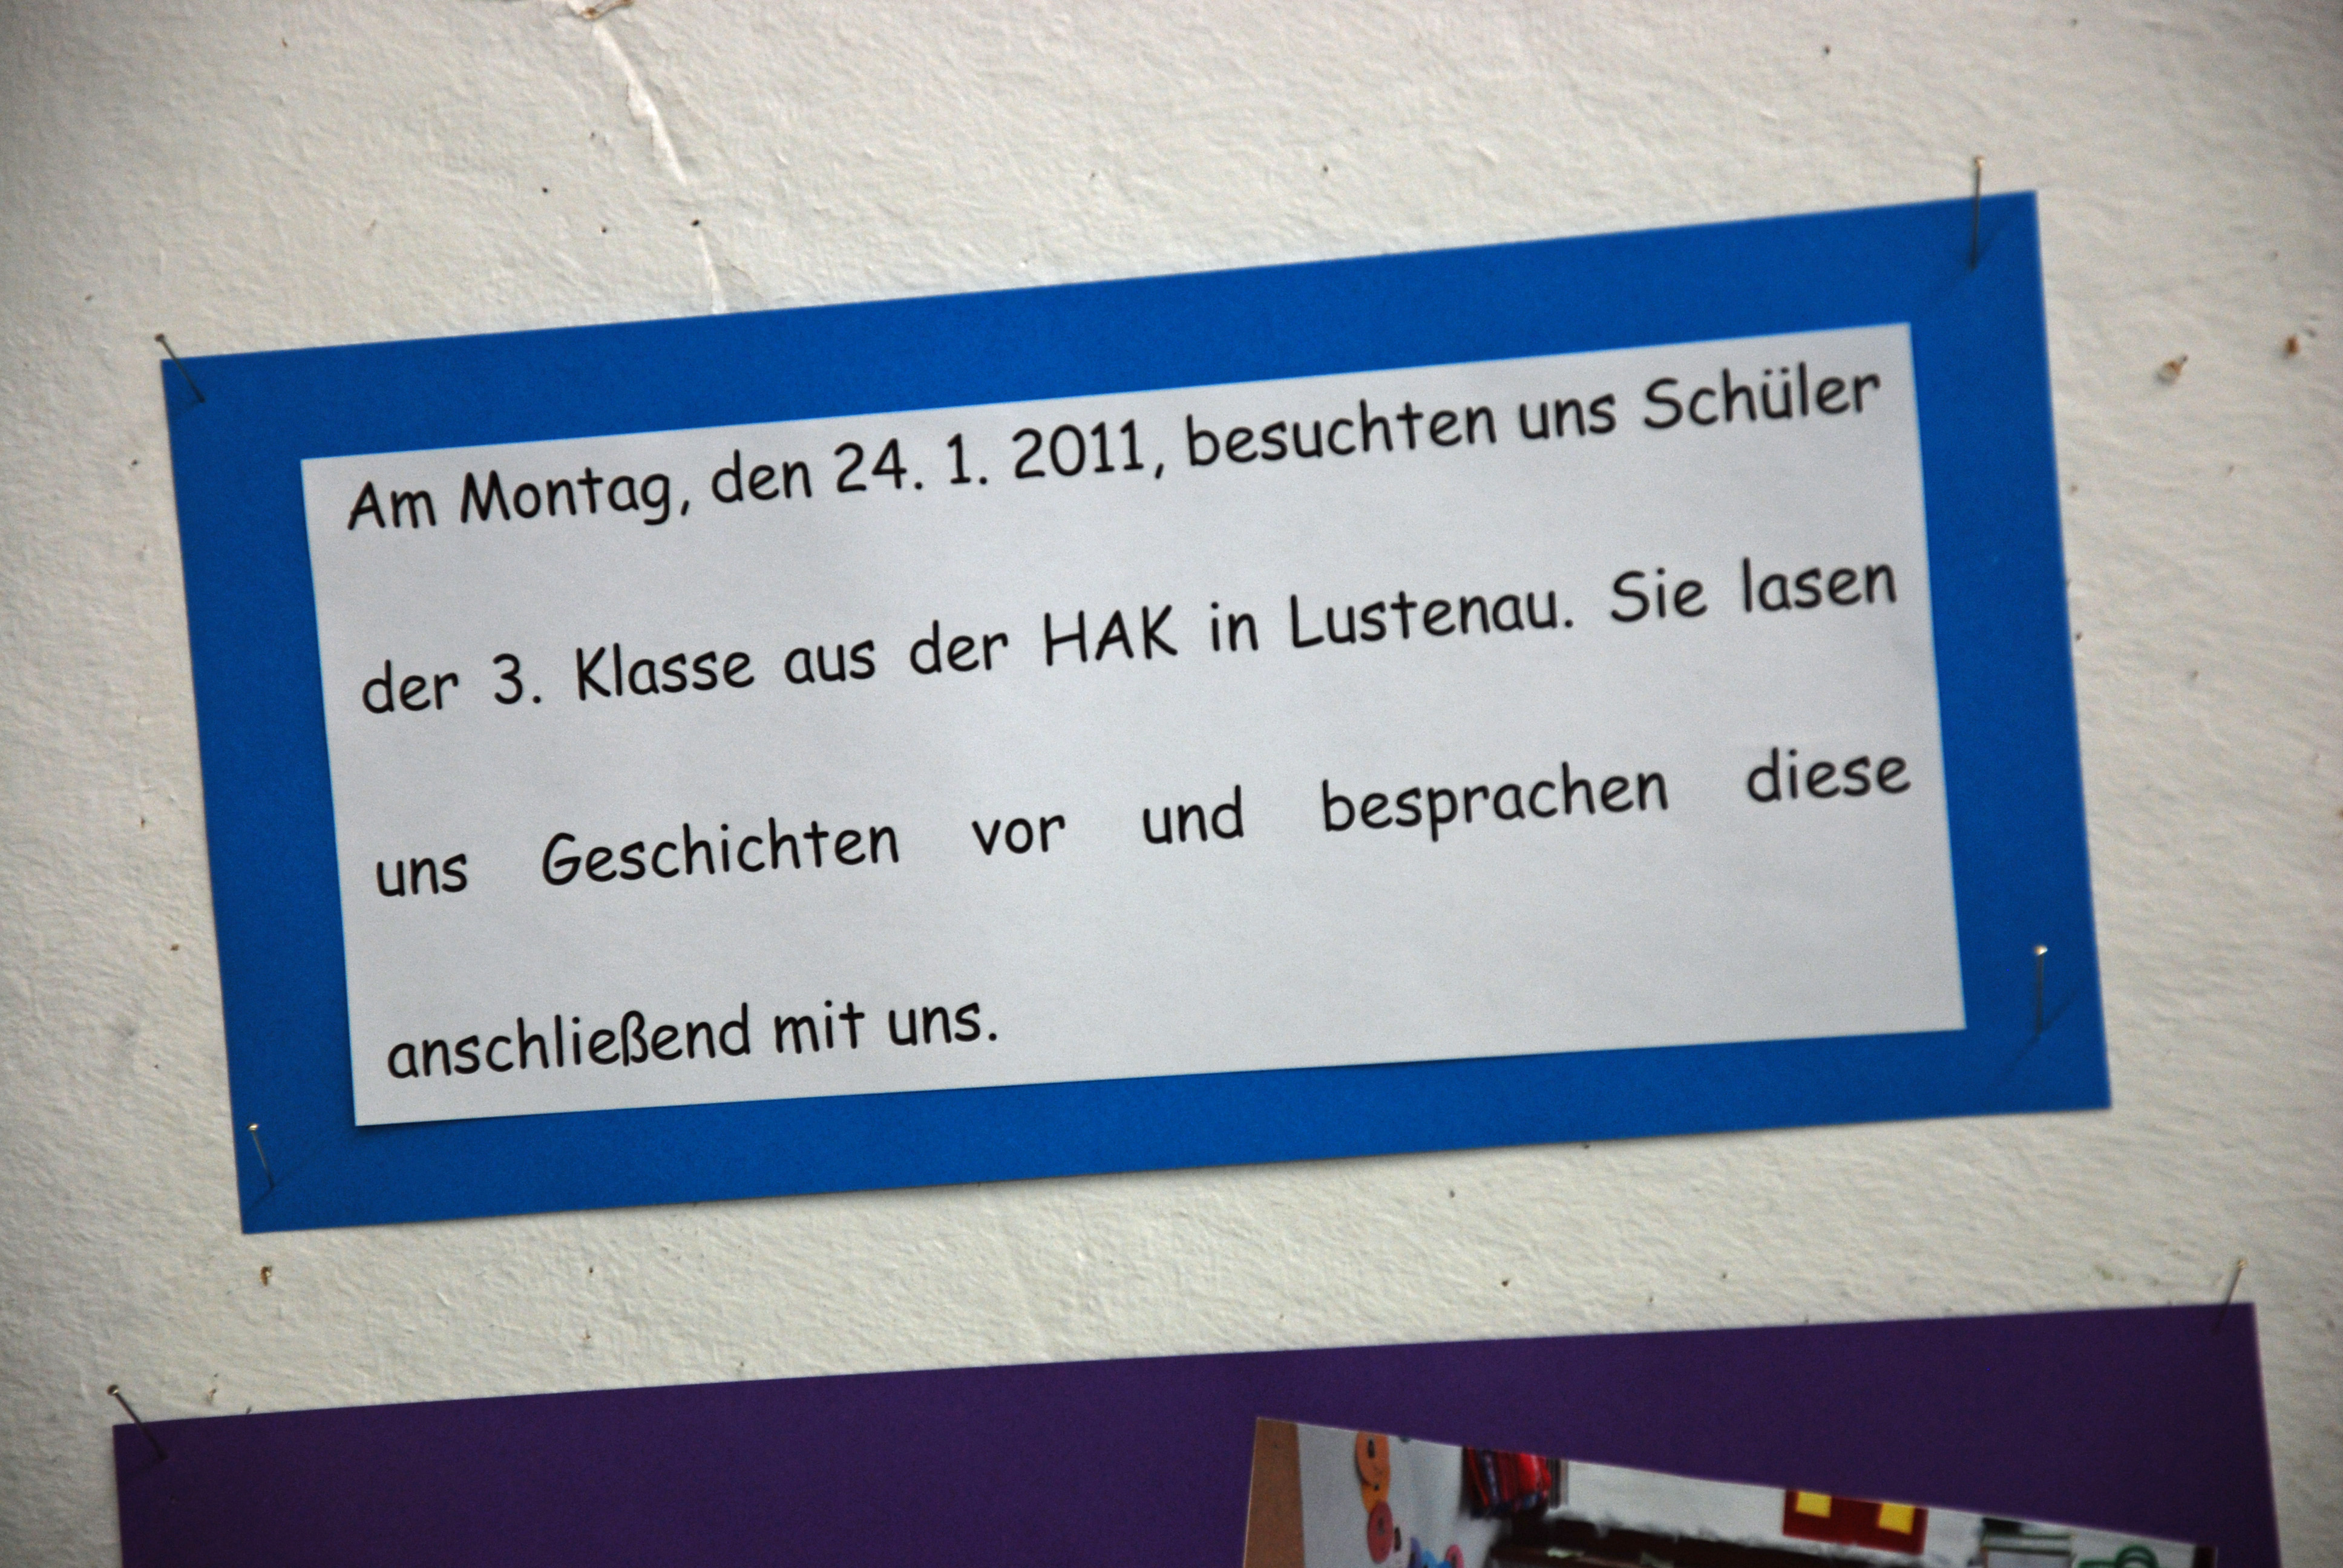 Am Montag, den 24. 1. 2011, besuchten uns Schüler
der 3. Klasse aus der HAK in Lustenau. Sie lasen
uns Geschichten vor und besprachen diese
anschließend mit uns.